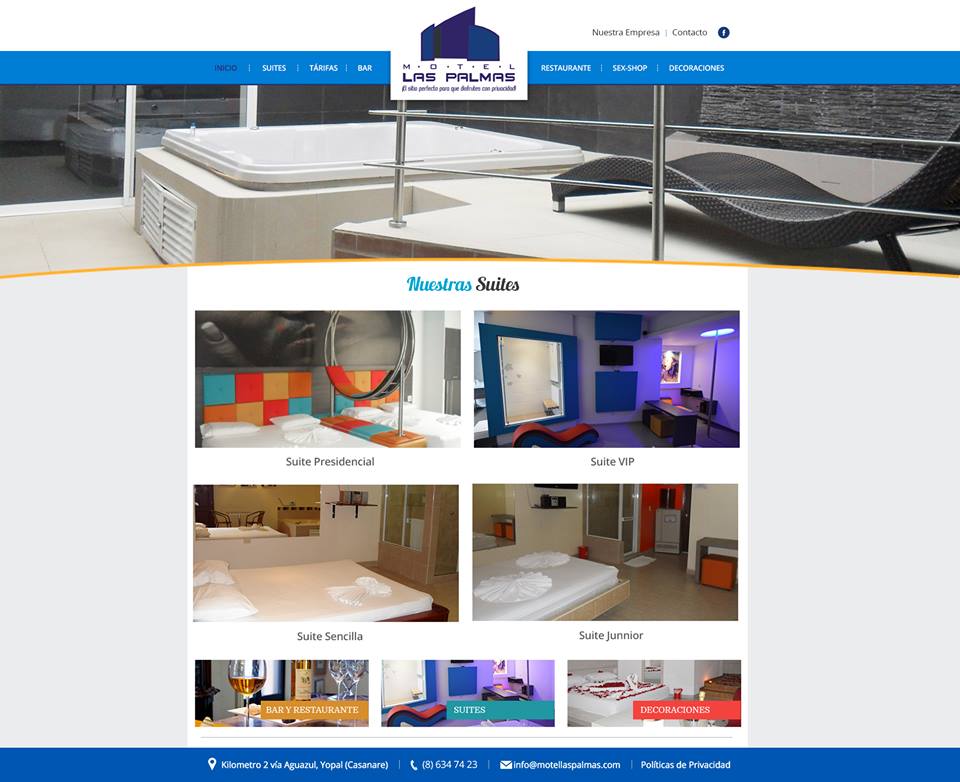 Nuestra Empresa | Contacto
INICIO
SUITES
TÁRIFAS
BAR
MOTEL
LAS PALMAS
¡El sitio perfecto para que disfrutes con privacidad!
RESTAURANTE
SEX-SHOP
DECORACIONES
Nuestras Suites
Suite Presidencial
Suite VIP
Suite Sencilla
Suite Junnior
BAR Y RESTAURANTE
SUITES
DECORACIONES
Kilometro 2 vía Aguazul, Yopal (Casanare) | (8) 634 74 23 | info@motellaspalmas.com | Políticas de Privacidad